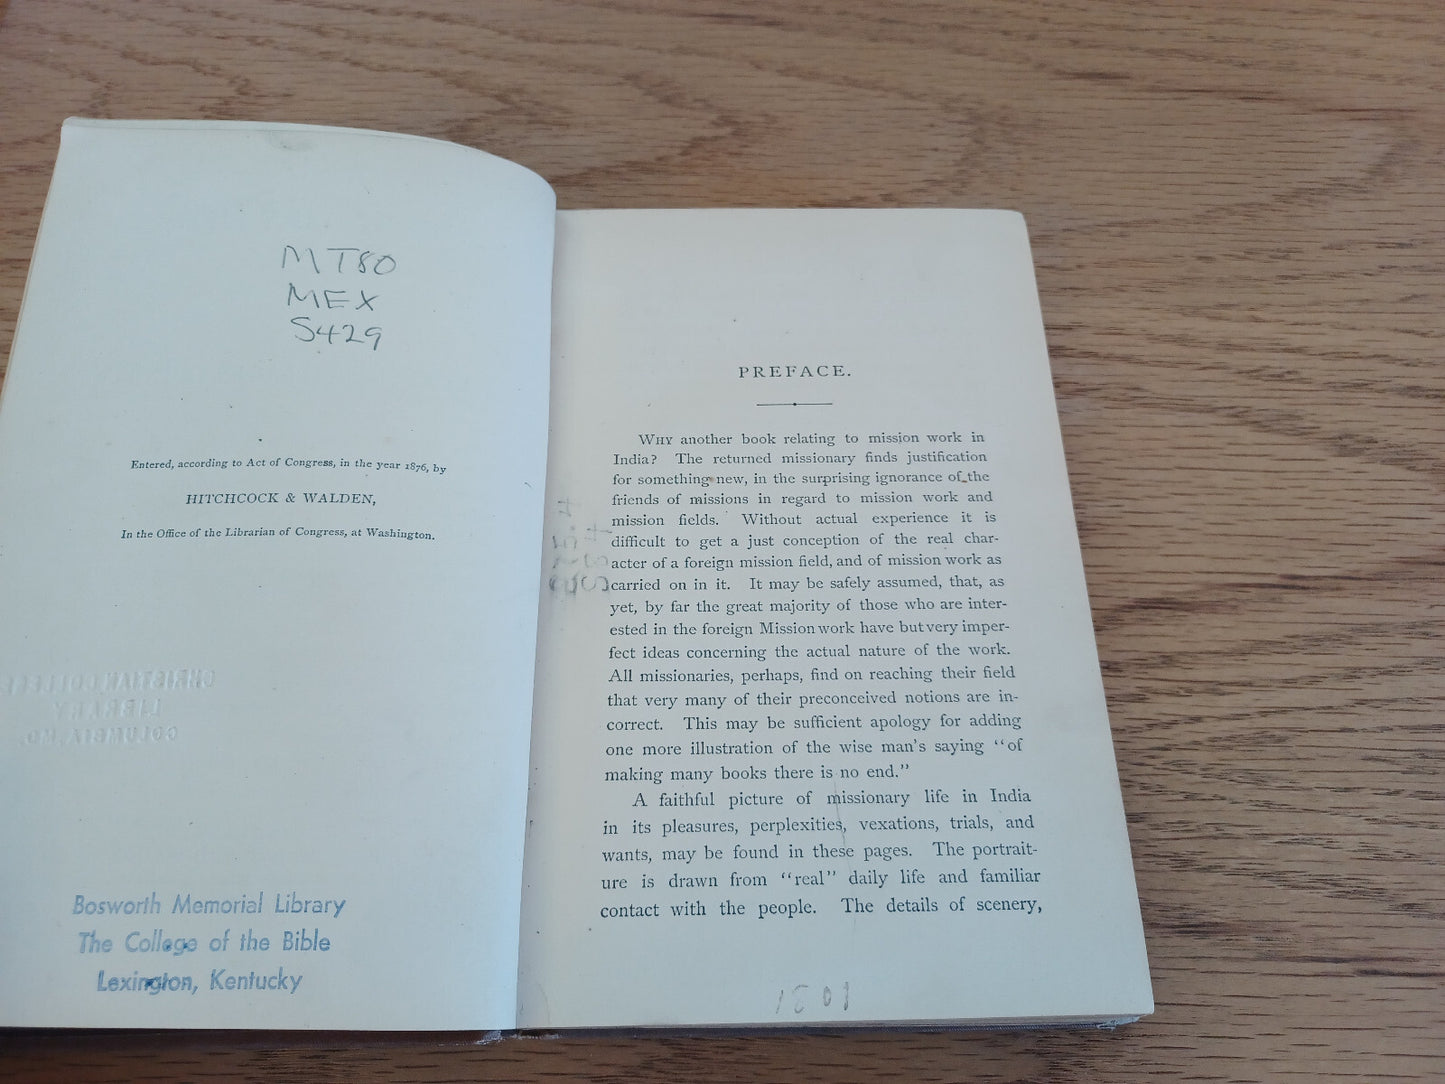 MT80
MEX
S429
Entered, according to Act of Congress, in the year 1876, by
HITCHCOCK & WALDEN,
In the Office of the Librarian of Congress, at Washington.
CHRISTIAN COLLEGE
LIBRARY
COLUMBIA, MO.
Bosworth Memorial Library
The College of the Bible
Lexington, Kentucky
PREFACE.
WHY another book relating to mission work in
India? The returned missionary finds justification
for something new, in the surprising ignorance of the
friends of missions in regard to mission work and
mission fields. Without actual experience it is
difficult to get a just conception of the real char-
acter of a foreign mission field, and of mission work as
carried on in it. It may be safely assumed, that, as
yet, by far the great majority of those who are inter-
ested in the foreign Mission work have but very imper-
fect ideas concerning the actual nature of the work.
All missionaries, perhaps, find on reaching their field
that very many of their preconceived notions are in-
correct. This may be sufficient apology for adding
one more illustration of the wise man's saying "of
making many books there is no end."
A faithful picture of missionary life in India
in its pleasures, perplexities, vexations, trials, and
wants, may be found in these pages. The portrait-
ure is drawn from "real" daily life and familiar
contact with the people. The details of scenery,